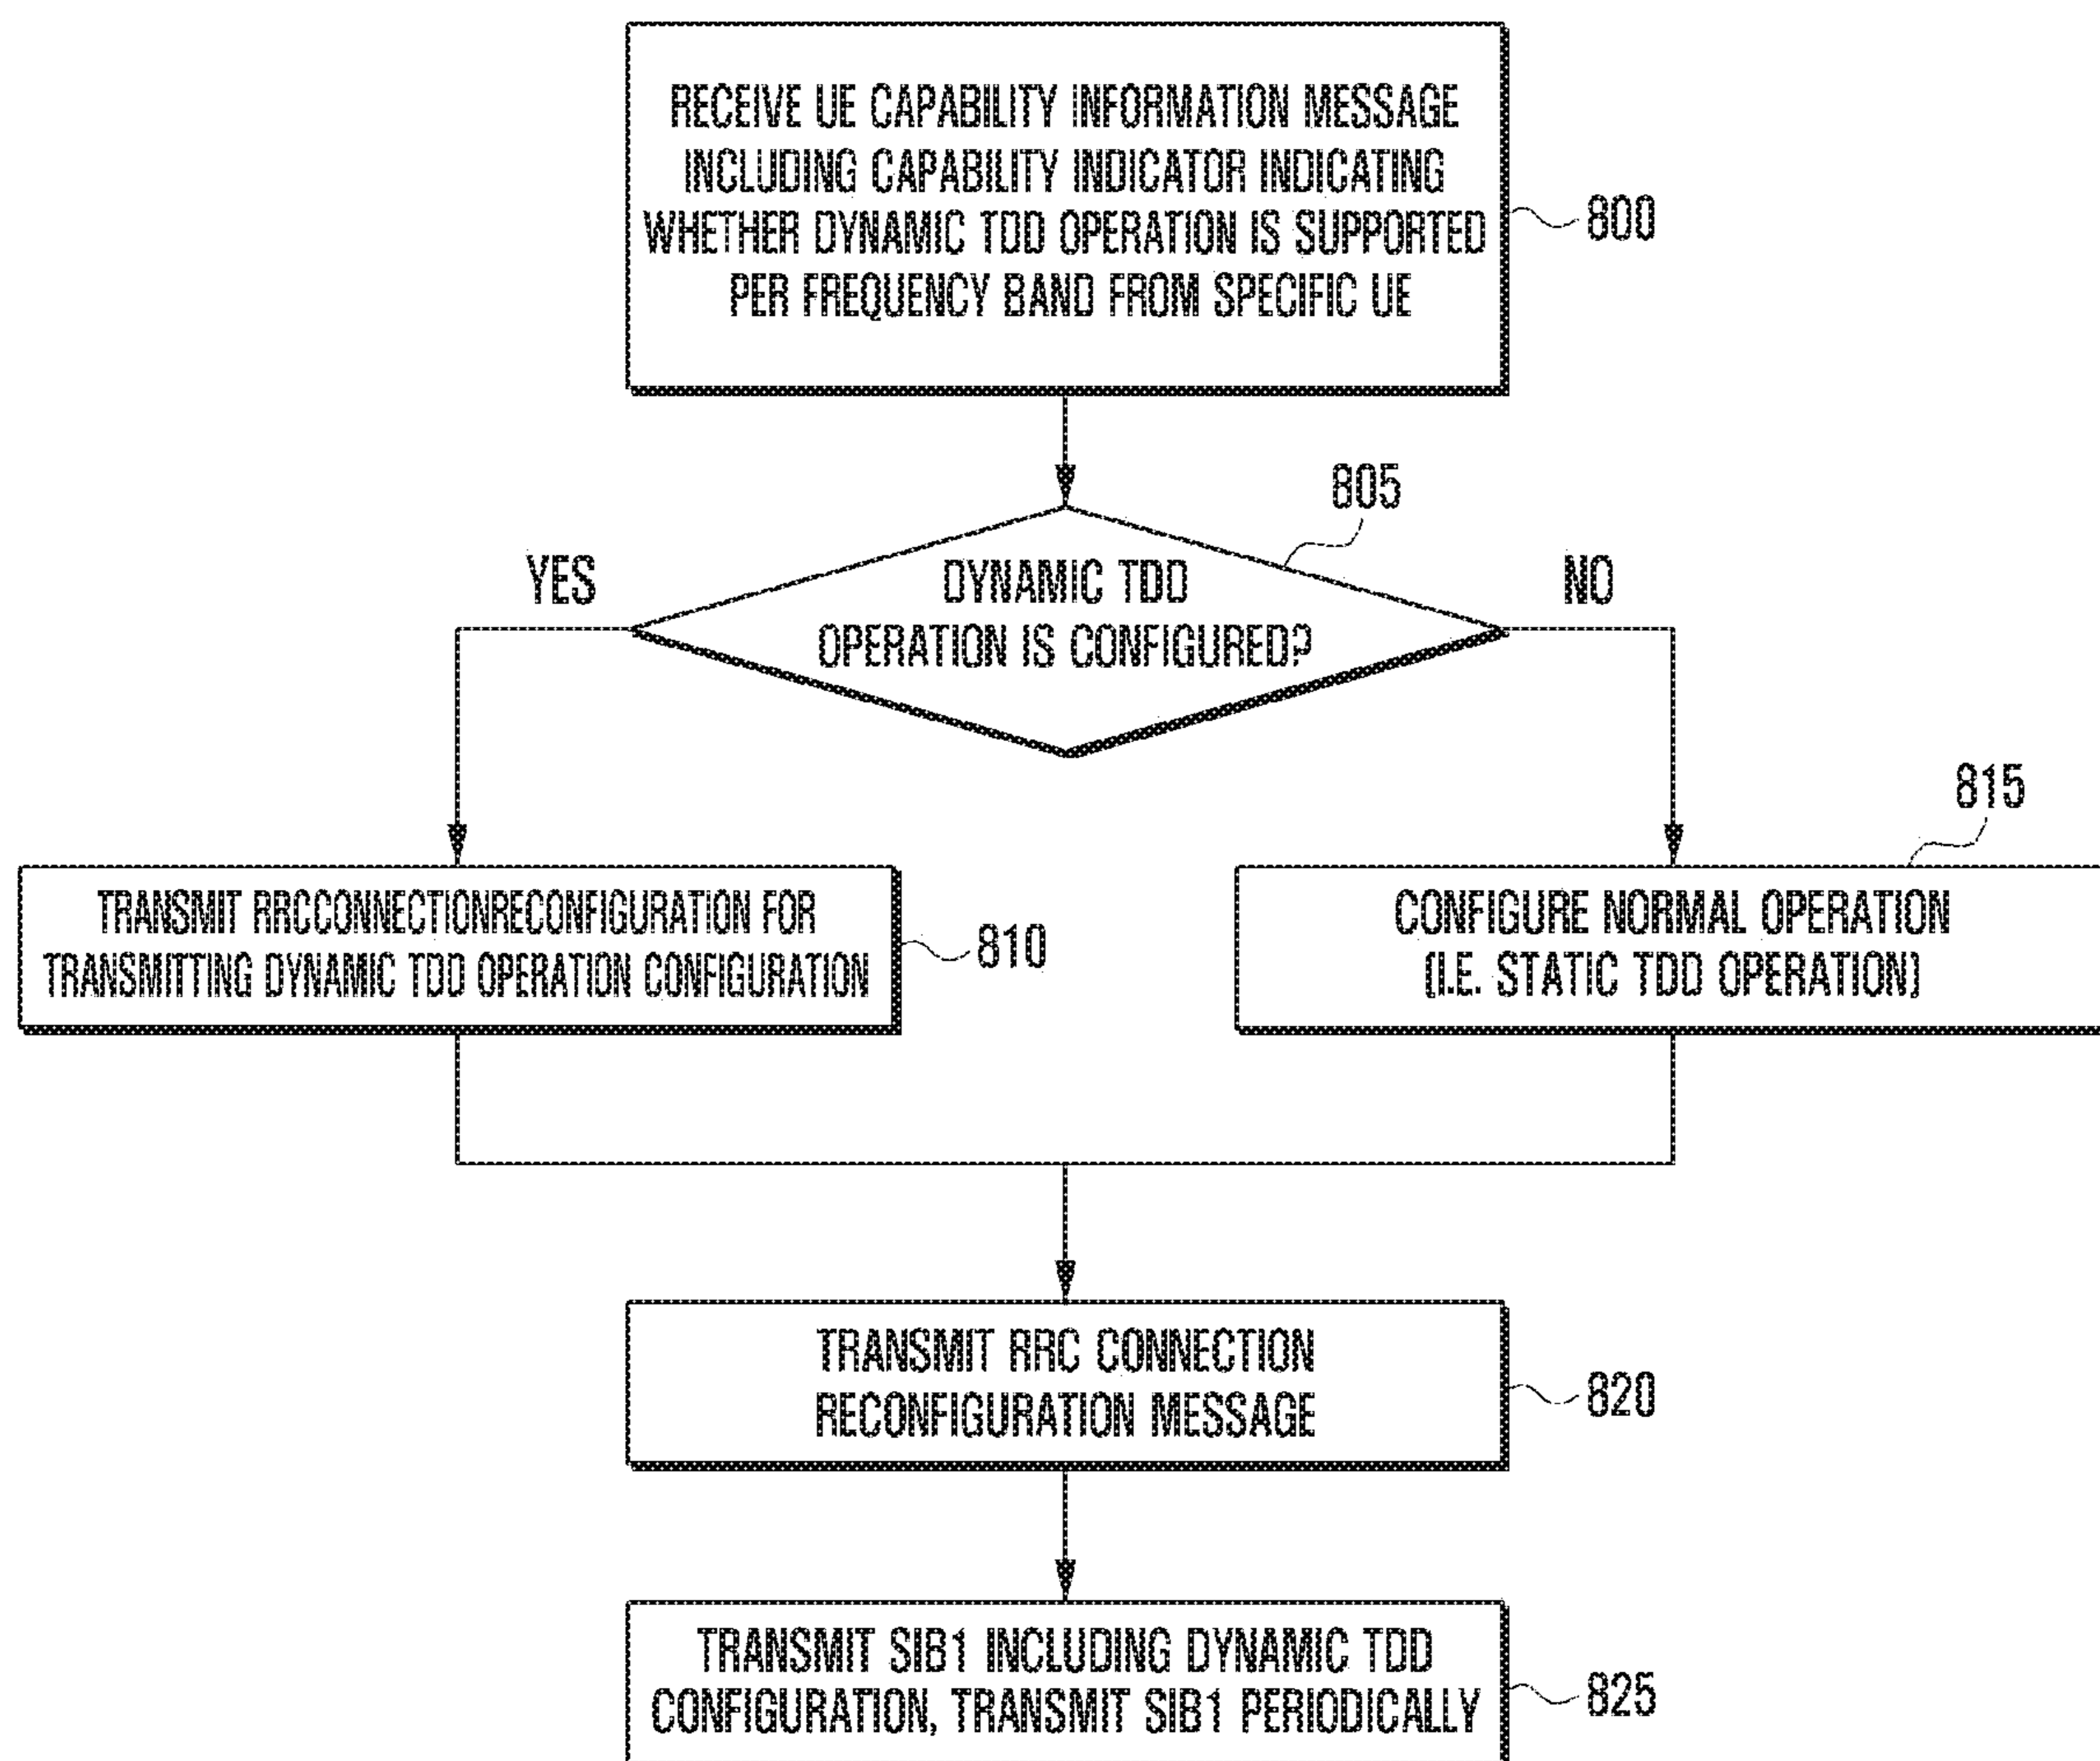 RECEIVE UE CAPABILITY INFORMATION MESSAGE
INCLUDING CAPABILITY INDICATOR INDICATING
WHETHER DYNAMIC TDD OPERATION IS SUPPORTED
PER FREQUENCY BAND FROM SPECIFIC UE
800
805
YES
DYNAMIC TDD
OPERATION IS CONFIGURED?
NO
815
TRANSMIT RRCCONNECTIONRECONFIGURATION FOR
TRANSMITTING DYNAMIC TDD OPERATION CONFIGURATION
810
CONFIGURE NORMAL OPERATION
(I.E. STATIC TDD OPERATION)
TRANSMIT RRC CONNECTION
RECONFIGURATION MESSAGE
820
TRANSMIT SIB1 INCLUDING DYNAMIC TDD
CONFIGURATION, TRANSMIT SIB1 PERIODICALLY
825